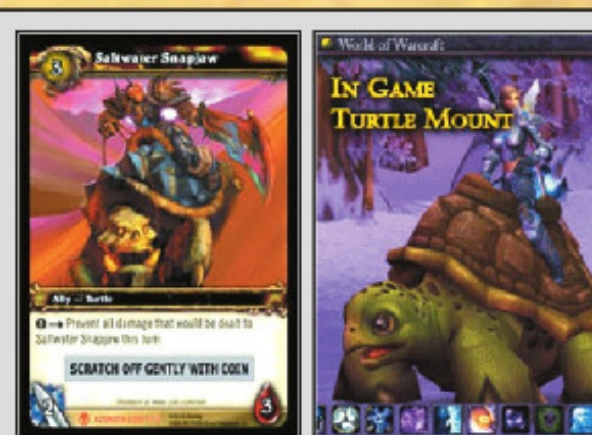 3
Saltwater Snapjaw
Ally — Turtle
Prevent all damage that would be dealt to
Saltwater Snapjaw this turn
SCRATCH OFF GENTLY WITH COIN
2
3
World of Warcraft
IN GAME
TURTLE MOUNT